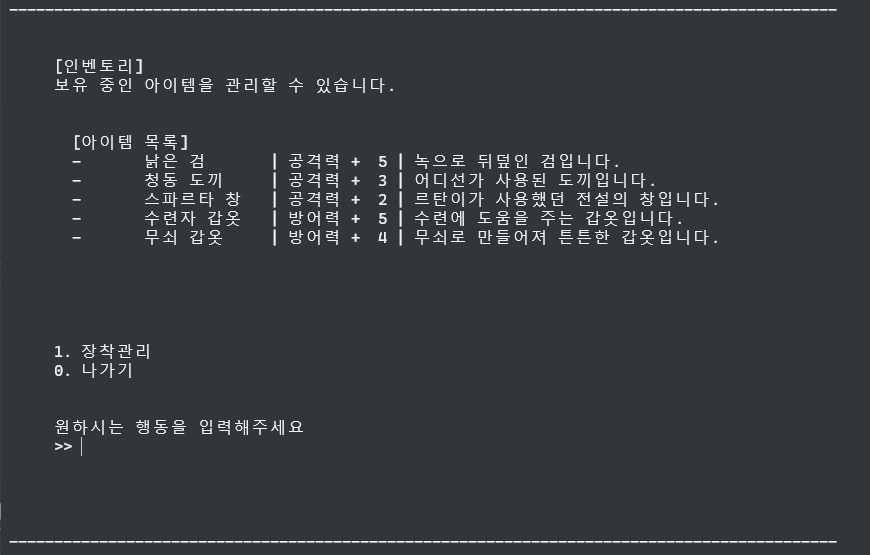 [인벤토리]
보유 중인 아이템을 관리할 수 있습니다.
[아이템 목록]
- 낡은 검 | 공격력 + 5 | 녹으로 뒤덮인 검입니다.
- 청동 도끼 | 공격력 + 3 | 어디선가 사용된 도끼입니다.
- 스파르타 창 | 공격력 + 2 | 르탄이가 사용했던 전설의 창입니다.
- 수련자 갑옷 | 방어력 + 5 | 수련에 도움을 주는 갑옷입니다.
- 무쇠 갑옷 | 방어력 + 4 | 무쇠로 만들어져 튼튼한 갑옷입니다.
1. 장착관리
0. 나가기
원하시는 행동을 입력해주세요
>>